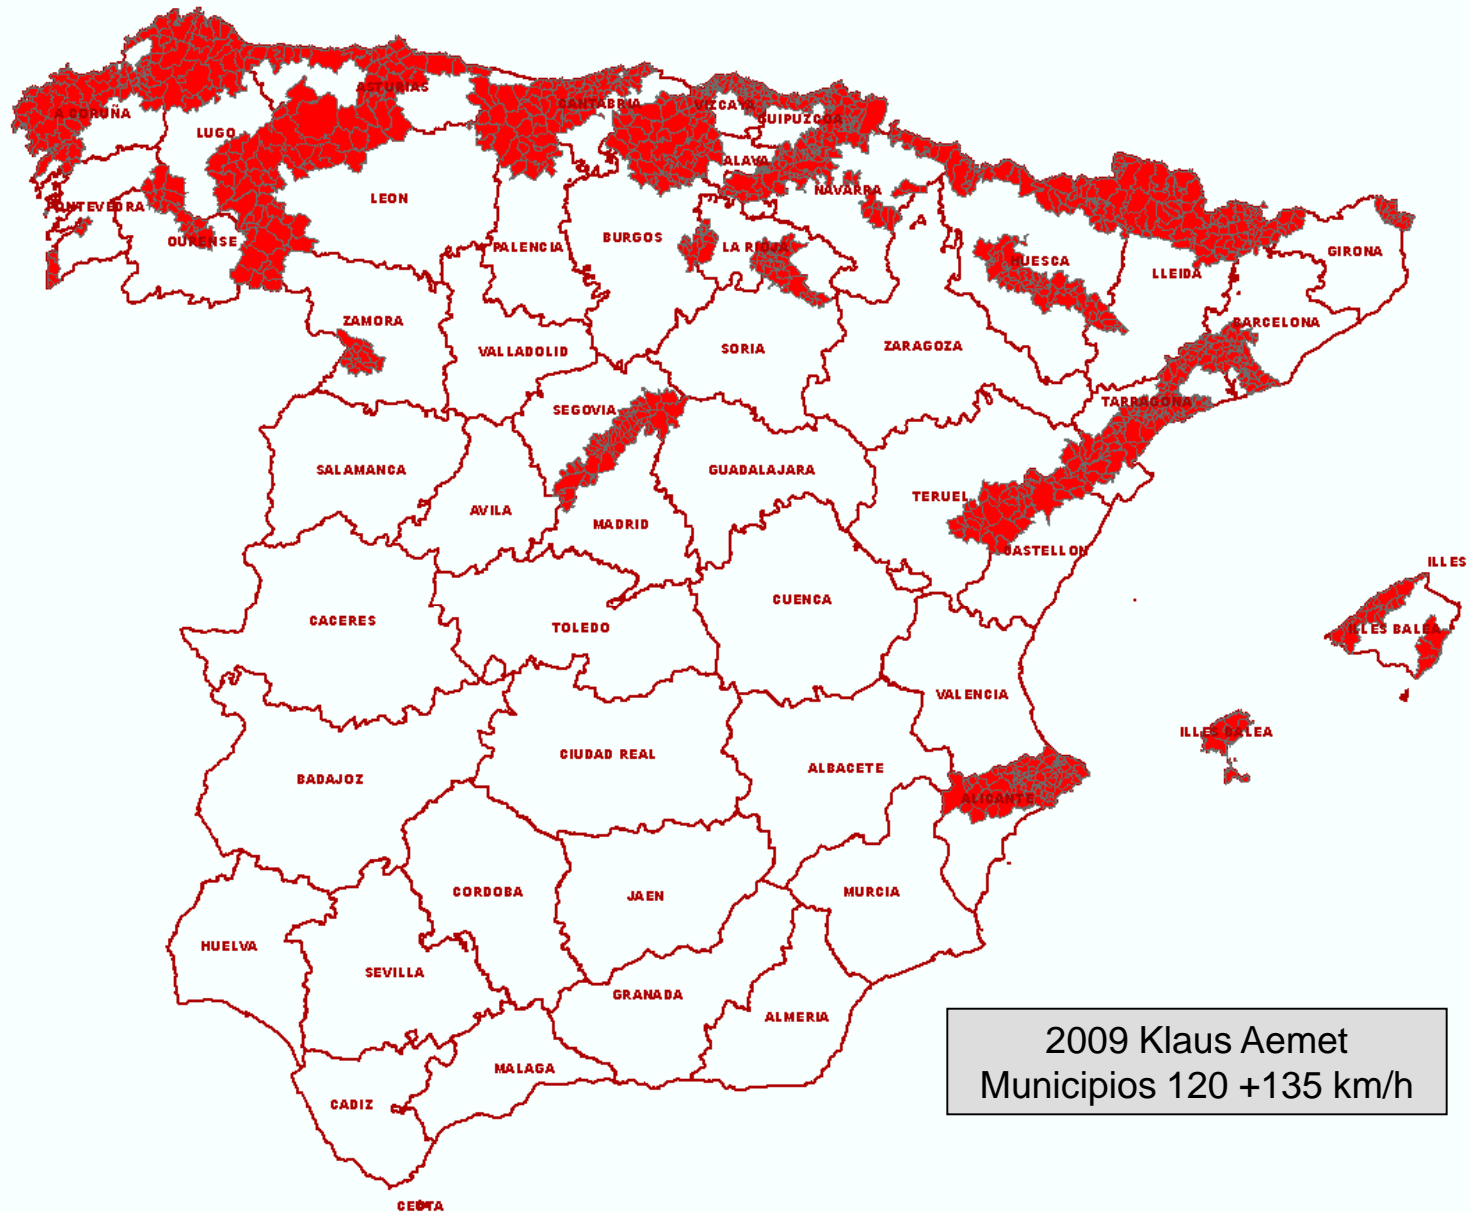 A CORUÑA
LUGO
ASTURIAS
CANTABRIA
VIZCAYA
GUIPUZCOA
ALAVA
NAVARRA
LEON
PONTEVEDRA
OURENSE
PALENCIA
BURGOS
LA RIOJA
HUESCA
LLEIDA
GIRONA
ZAMORA
VALLADOLID
SORIA
ZARAGOZA
BARCELONA
SEGOVIA
TARRAGONA
SALAMANCA
AVILA
MADRID
GUADALAJARA
TERUEL
CASTELLON
CACERES
TOLEDO
CUENCA
ILLES
ILLES BALEA
VALENCIA
ILLES BALEA
BADAJOZ
CIUDAD REAL
ALBACETE
ALICANTE
CORDOBA
JAEN
MURCIA
HUELVA
SEVILLA
GRANADA
ALMERIA
MALAGA
CADIZ
CEUTA
2009 Klaus Aemet
Municipios 120 +135 km/h